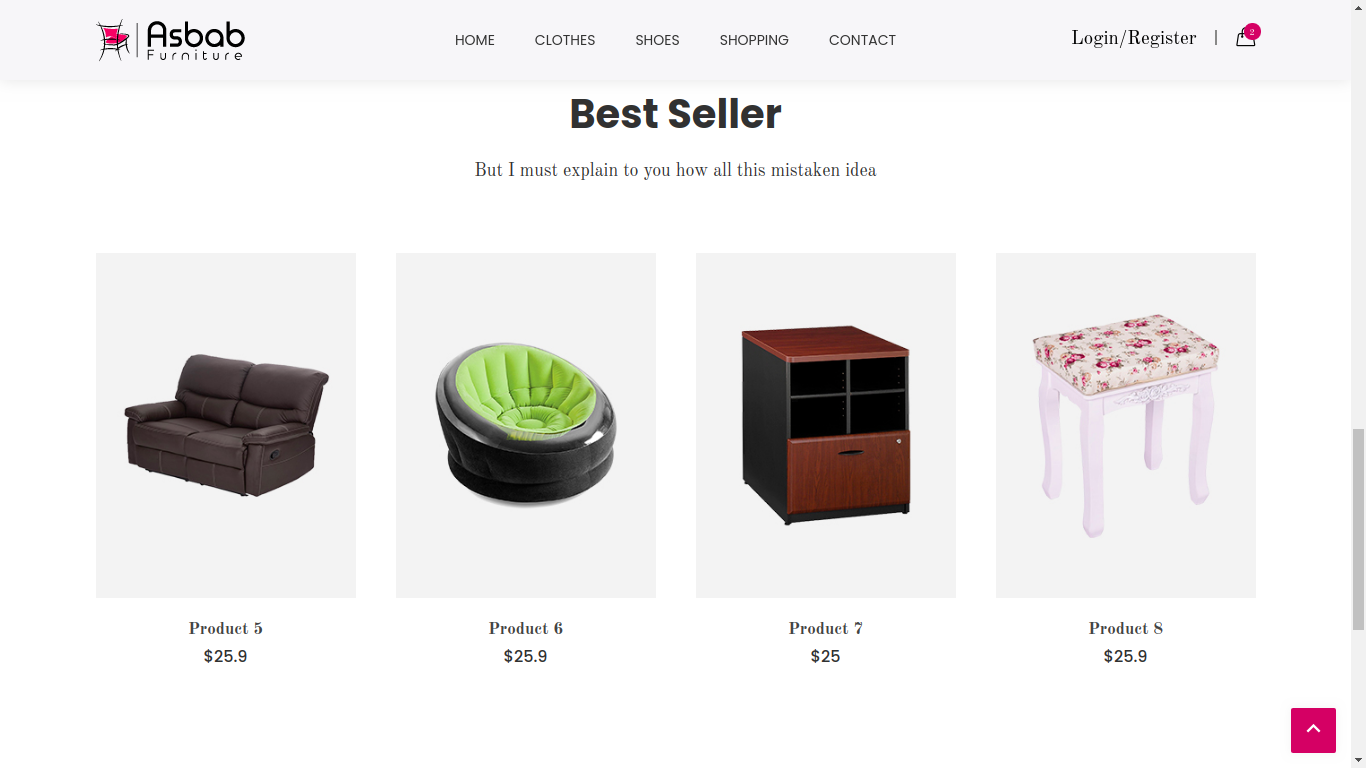 Asbab
Furniture
HOME
CLOTHES
SHOES
SHOPPING
CONTACT
Login/Register
|
2
Best Seller
But I must explain to you how all this mistaken idea
Product 5
$25.9
Product 6
$25.9
Product 7
$25
Product 8
$25.9